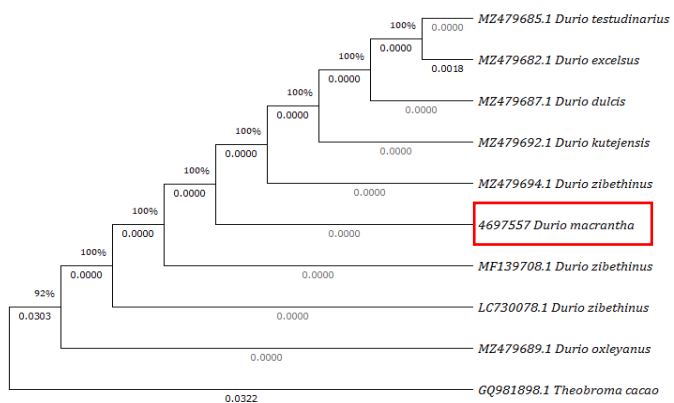 100%
0.0000
MZ479685.1 Durio testudinarius
100%
0.0000
0.0018
MZ479682.1 Durio excelsus
100%
0.0000
0.0000
MZ479687.1 Durio dulcis
100%
0.0000
0.0000
MZ479692.1 Durio kutejensis
100%
0.0000
0.0000
MZ479694.1 Durio zibethinus
100%
0.0000
0.0000
4697557 Durio macrantha
100%
0.0000
0.0000
MF139708.1 Durio zibethinus
92%
0.0303
0.0000
LC730078.1 Durio zibethinus
0.0000
MZ479689.1 Durio oxleyanus
0.0322
GQ981898.1 Theobroma cacao